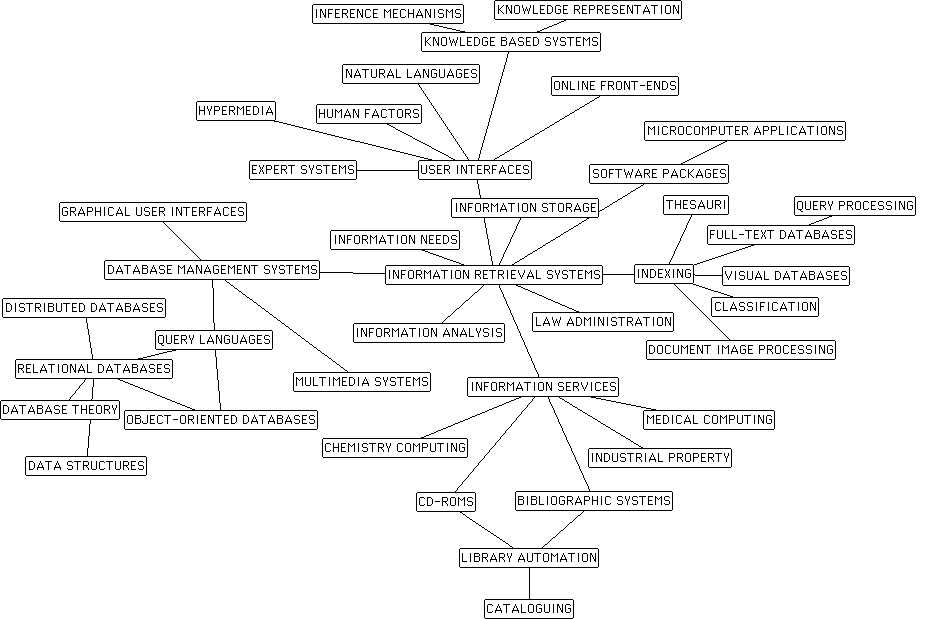 KNOWLEDGE REPRESENTATION
INFERENCE MECHANISMS
KNOWLEDGE BASED SYSTEMS
NATURAL LANGUAGES
ONLINE FRONT-ENDS
HYPERMEDIA
HUMAN FACTORS
MICROCOMPUTER APPLICATIONS
EXPERT SYSTEMS
USER INTERFACES
SOFTWARE PACKAGES
GRAPHICAL USER INTERFACES
INFORMATION STORAGE
THESAURI
QUERY PROCESSING
INFORMATION NEEDS
FULL-TEXT DATABASES
DATABASE MANAGEMENT SYSTEMS
INFORMATION RETRIEVAL SYSTEMS
INDEXING
VISUAL DATABASES
DISTRIBUTED DATABASES
CLASSIFICATION
INFORMATION ANALYSIS
LAW ADMINISTRATION
QUERY LANGUAGES
DOCUMENT IMAGE PROCESSING
RELATIONAL DATABASES
MULTIMEDIA SYSTEMS
INFORMATION SERVICES
DATABASE THEORY
OBJECT-ORIENTED DATABASES
MEDICAL COMPUTING
CHEMISTRY COMPUTING
INDUSTRIAL PROPERTY
DATA STRUCTURES
CD-ROMS
BIBLIOGRAPHIC SYSTEMS
LIBRARY AUTOMATION
CATALOGUING